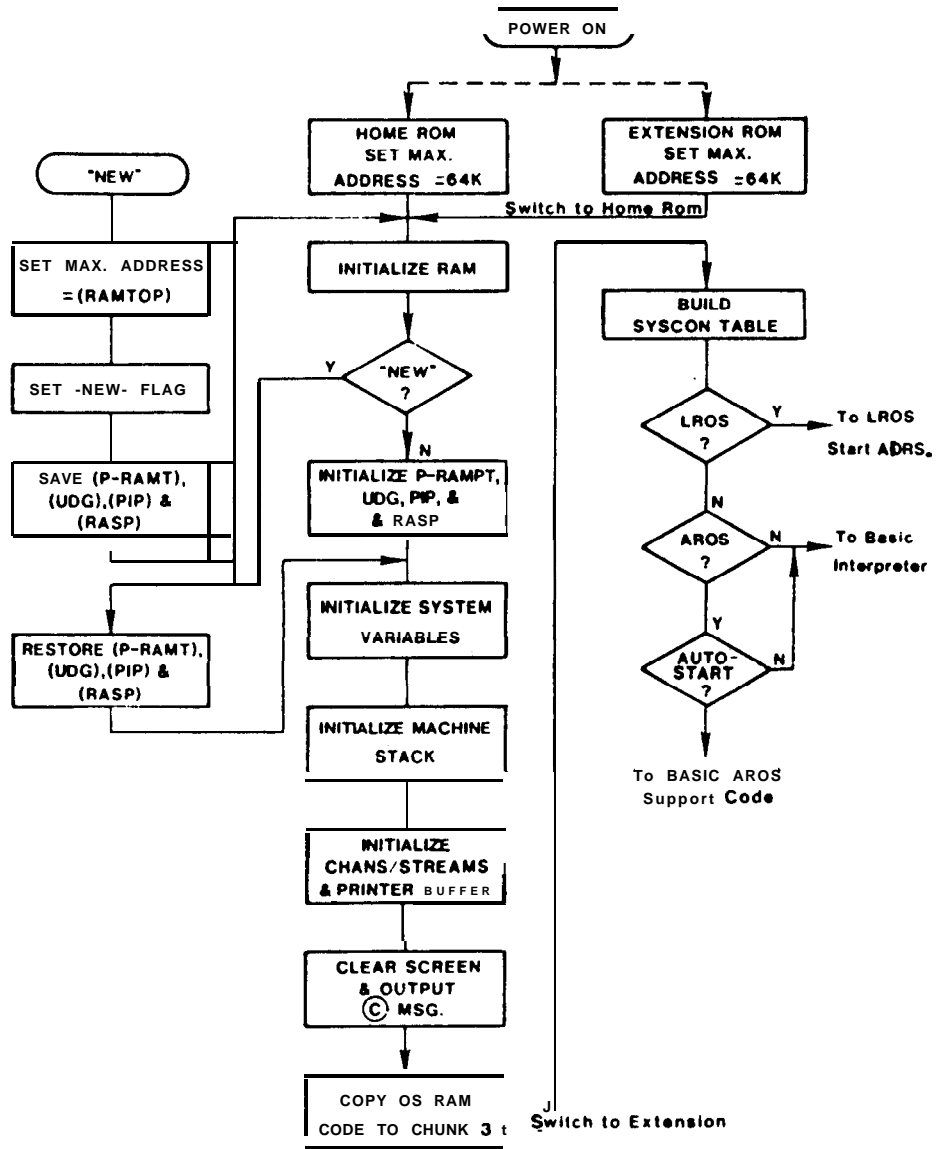 POWER ON
HOME ROM
SET MAX.
ADDRESS =64K
EXTENSION ROM
SET MAX.
ADDRESS =64K
Switch to Home Rom
"NEW"
SET MAX. ADDRESS
=(RAMTOP)
SET -NEW- FLAG
SAVE (P-RAMT),
(UDG),(PIP) &
(RASP)
RESTORE (P-RAMT),
(UDG),(PIP) &
(RASP)
INITIALIZE RAM
Y
"NEW"
?
N
INITIALIZE P-RAMPT,
UDG, PIP, &
& RASP
INITIALIZE SYSTEM
VARIABLES
INITIALIZE MACHINE
STACK
INITIALIZE
CHANS/STREAMS
& PRINTER BUFFER
CLEAR SCREEN
& OUTPUT
© MSG.
COPY OS RAM
CODE TO CHUNK 3 t
J
Switch to Extension
BUILD
SYSCON TABLE
LROS
?
Y
To LROS
Start ADRS.
N
AROS
?
N
To Basic
Interpreter
Y
AUTO-
START
?
N
To BASIC AROS
Support Code